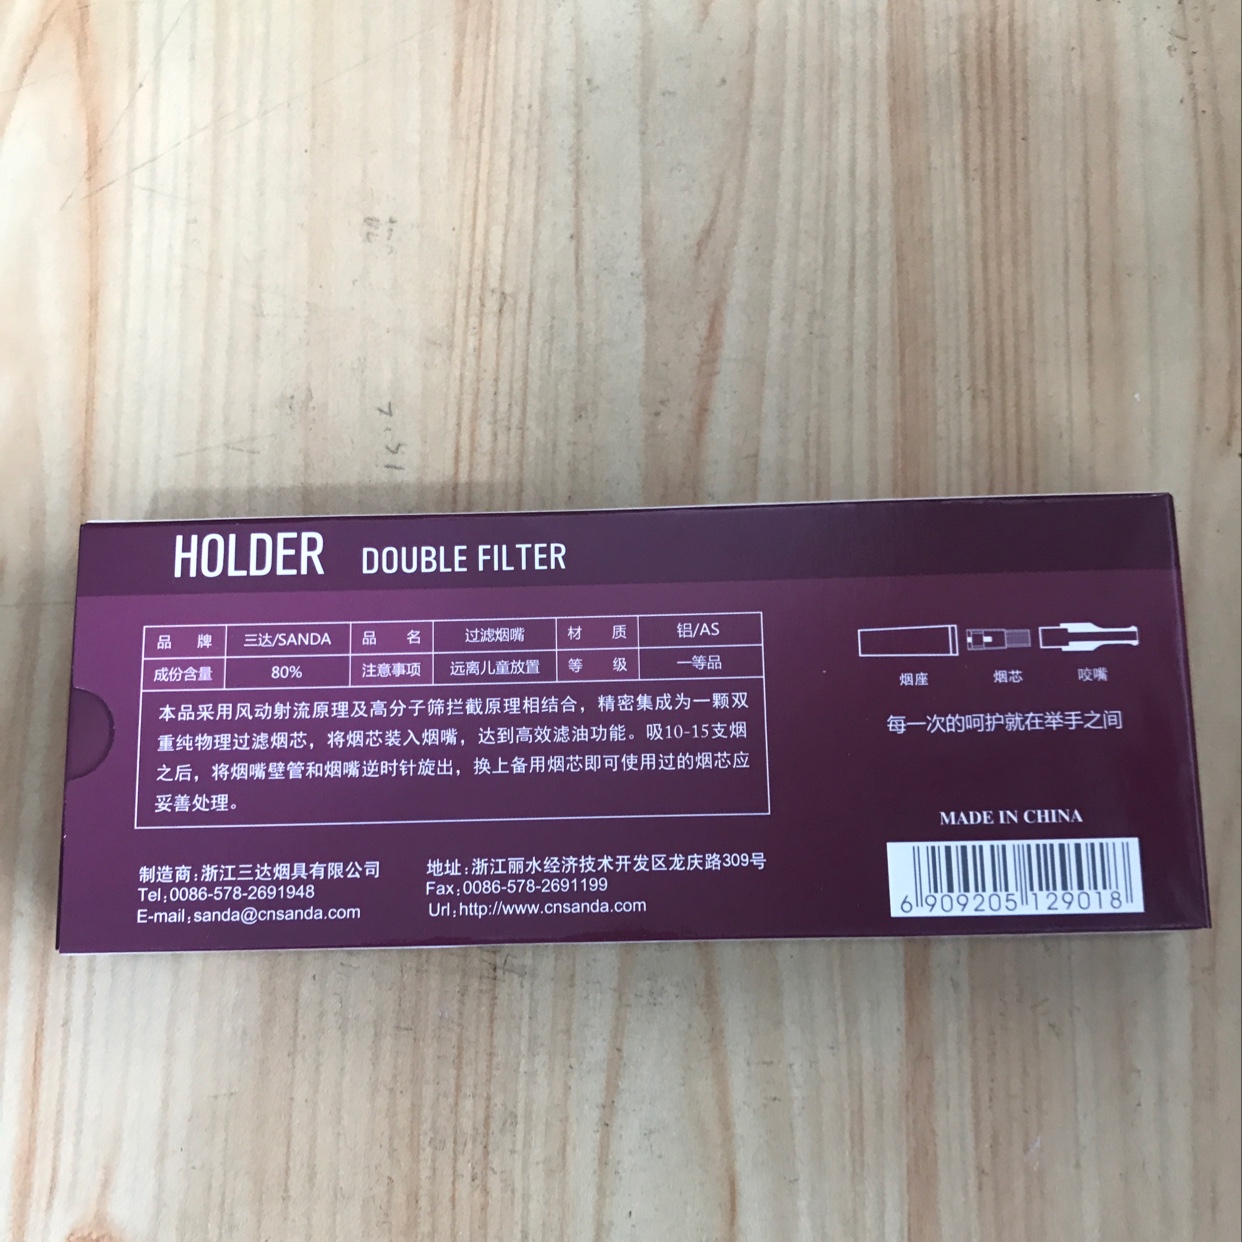 HOLDER DOUBLE FILTER
品 牌 三达/SANDA 品 名 过滤烟嘴 材 质 铝/AS
成份含量 80% 注意事项 远离儿童放置 等 级 一等品
本品采用风动射流原理及高分子筛拦截原理相结合，精密集成为一颗双
重纯物理过滤烟芯，将烟芯装入烟嘴，达到高效滤油功能。吸10-15支烟
之后，将烟嘴壁管和烟嘴逆时针旋出，换上备用烟芯即可使用过的烟芯应
妥善处理。
烟座 烟芯 咬嘴
每一次的呵护就在举手之间
制造商:浙江三达烟具有限公司
Tel:0086-578-2691948
E-mail:sanda@cnsanda.com
地址:浙江丽水经济技术开发区龙庆路309号
Fax:0086-578-2691199
Url:http://www.cnsanda.com
MADE IN CHINA
6 909205 129018